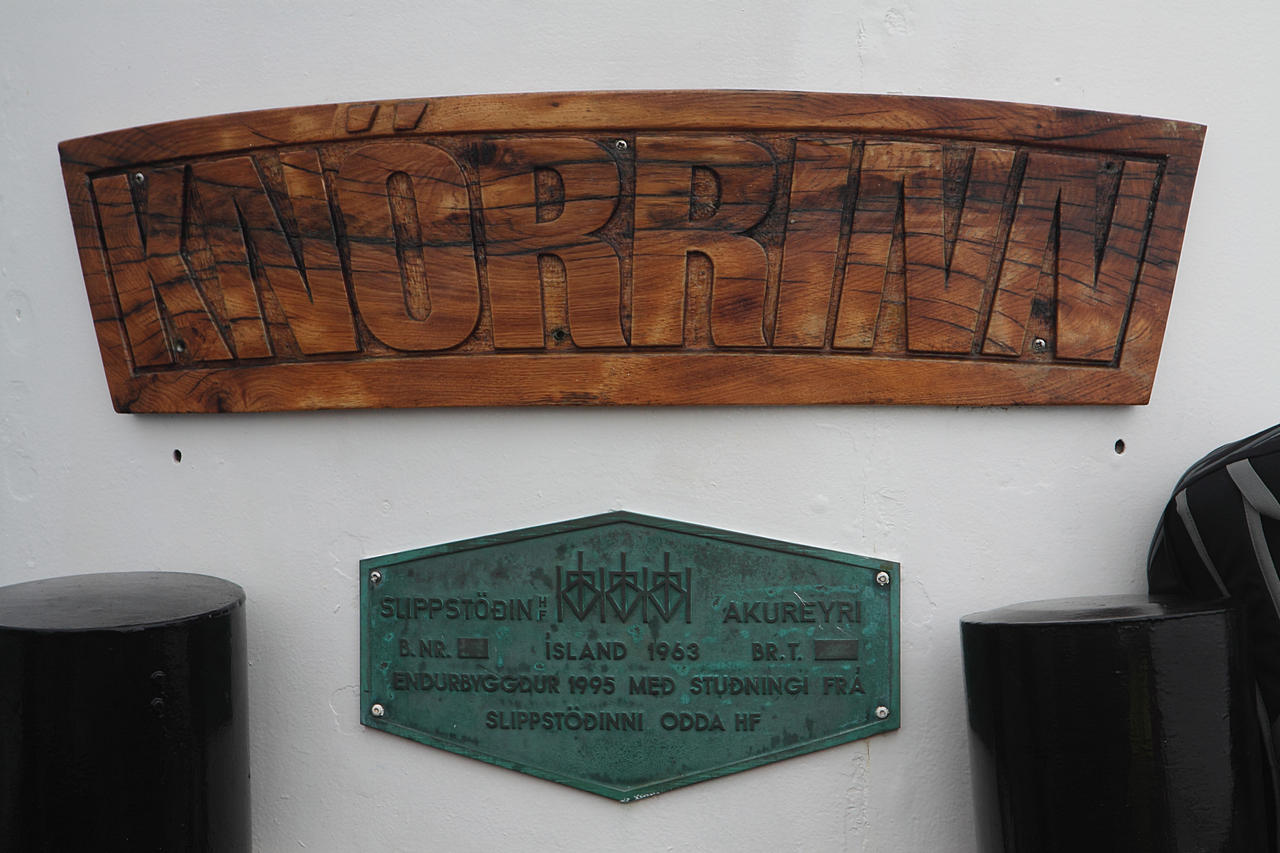 KNÖRRINN
SLIPPSTÖÐIN HF AKUREYRI
B.NR. ÍSLAND 1963 BR.T.
ENDURBYGGÐUR 1995 MEÐ STUÐNINGI FRÁ
SLIPPSTÖÐINNI ODDA HF